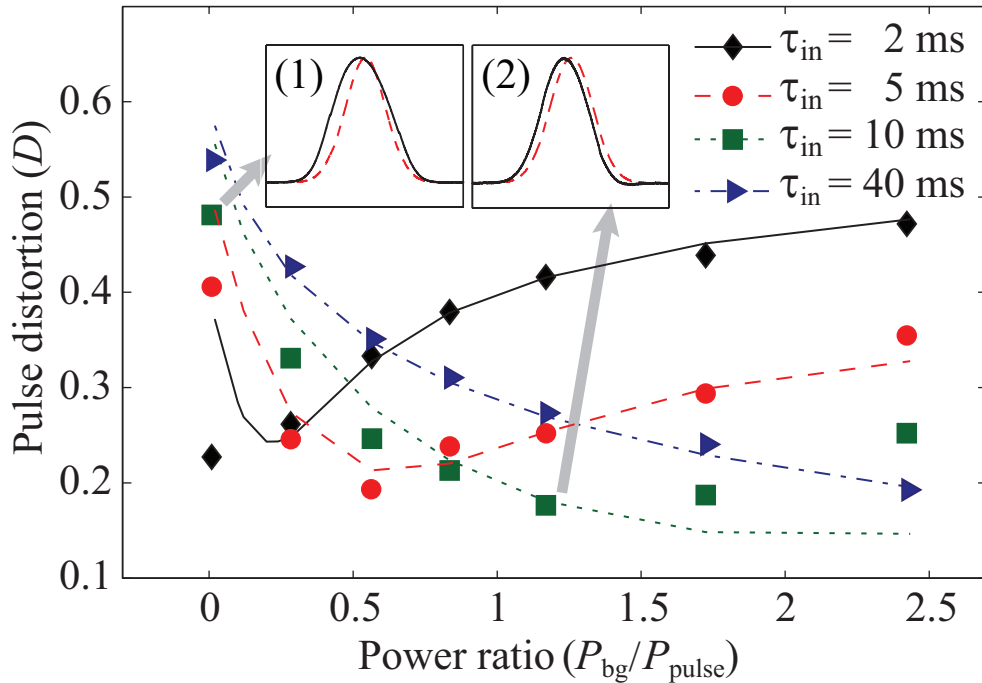 (1)
(2)
τin = 2 ms
τin = 5 ms
τin = 10 ms
τin = 40 ms
Pulse distortion (D)
0.6
0.5
0.4
0.3
0.2
0.1
0
0.5
1
1.5
2
2.5
Power ratio (Pbg/Ppulse)